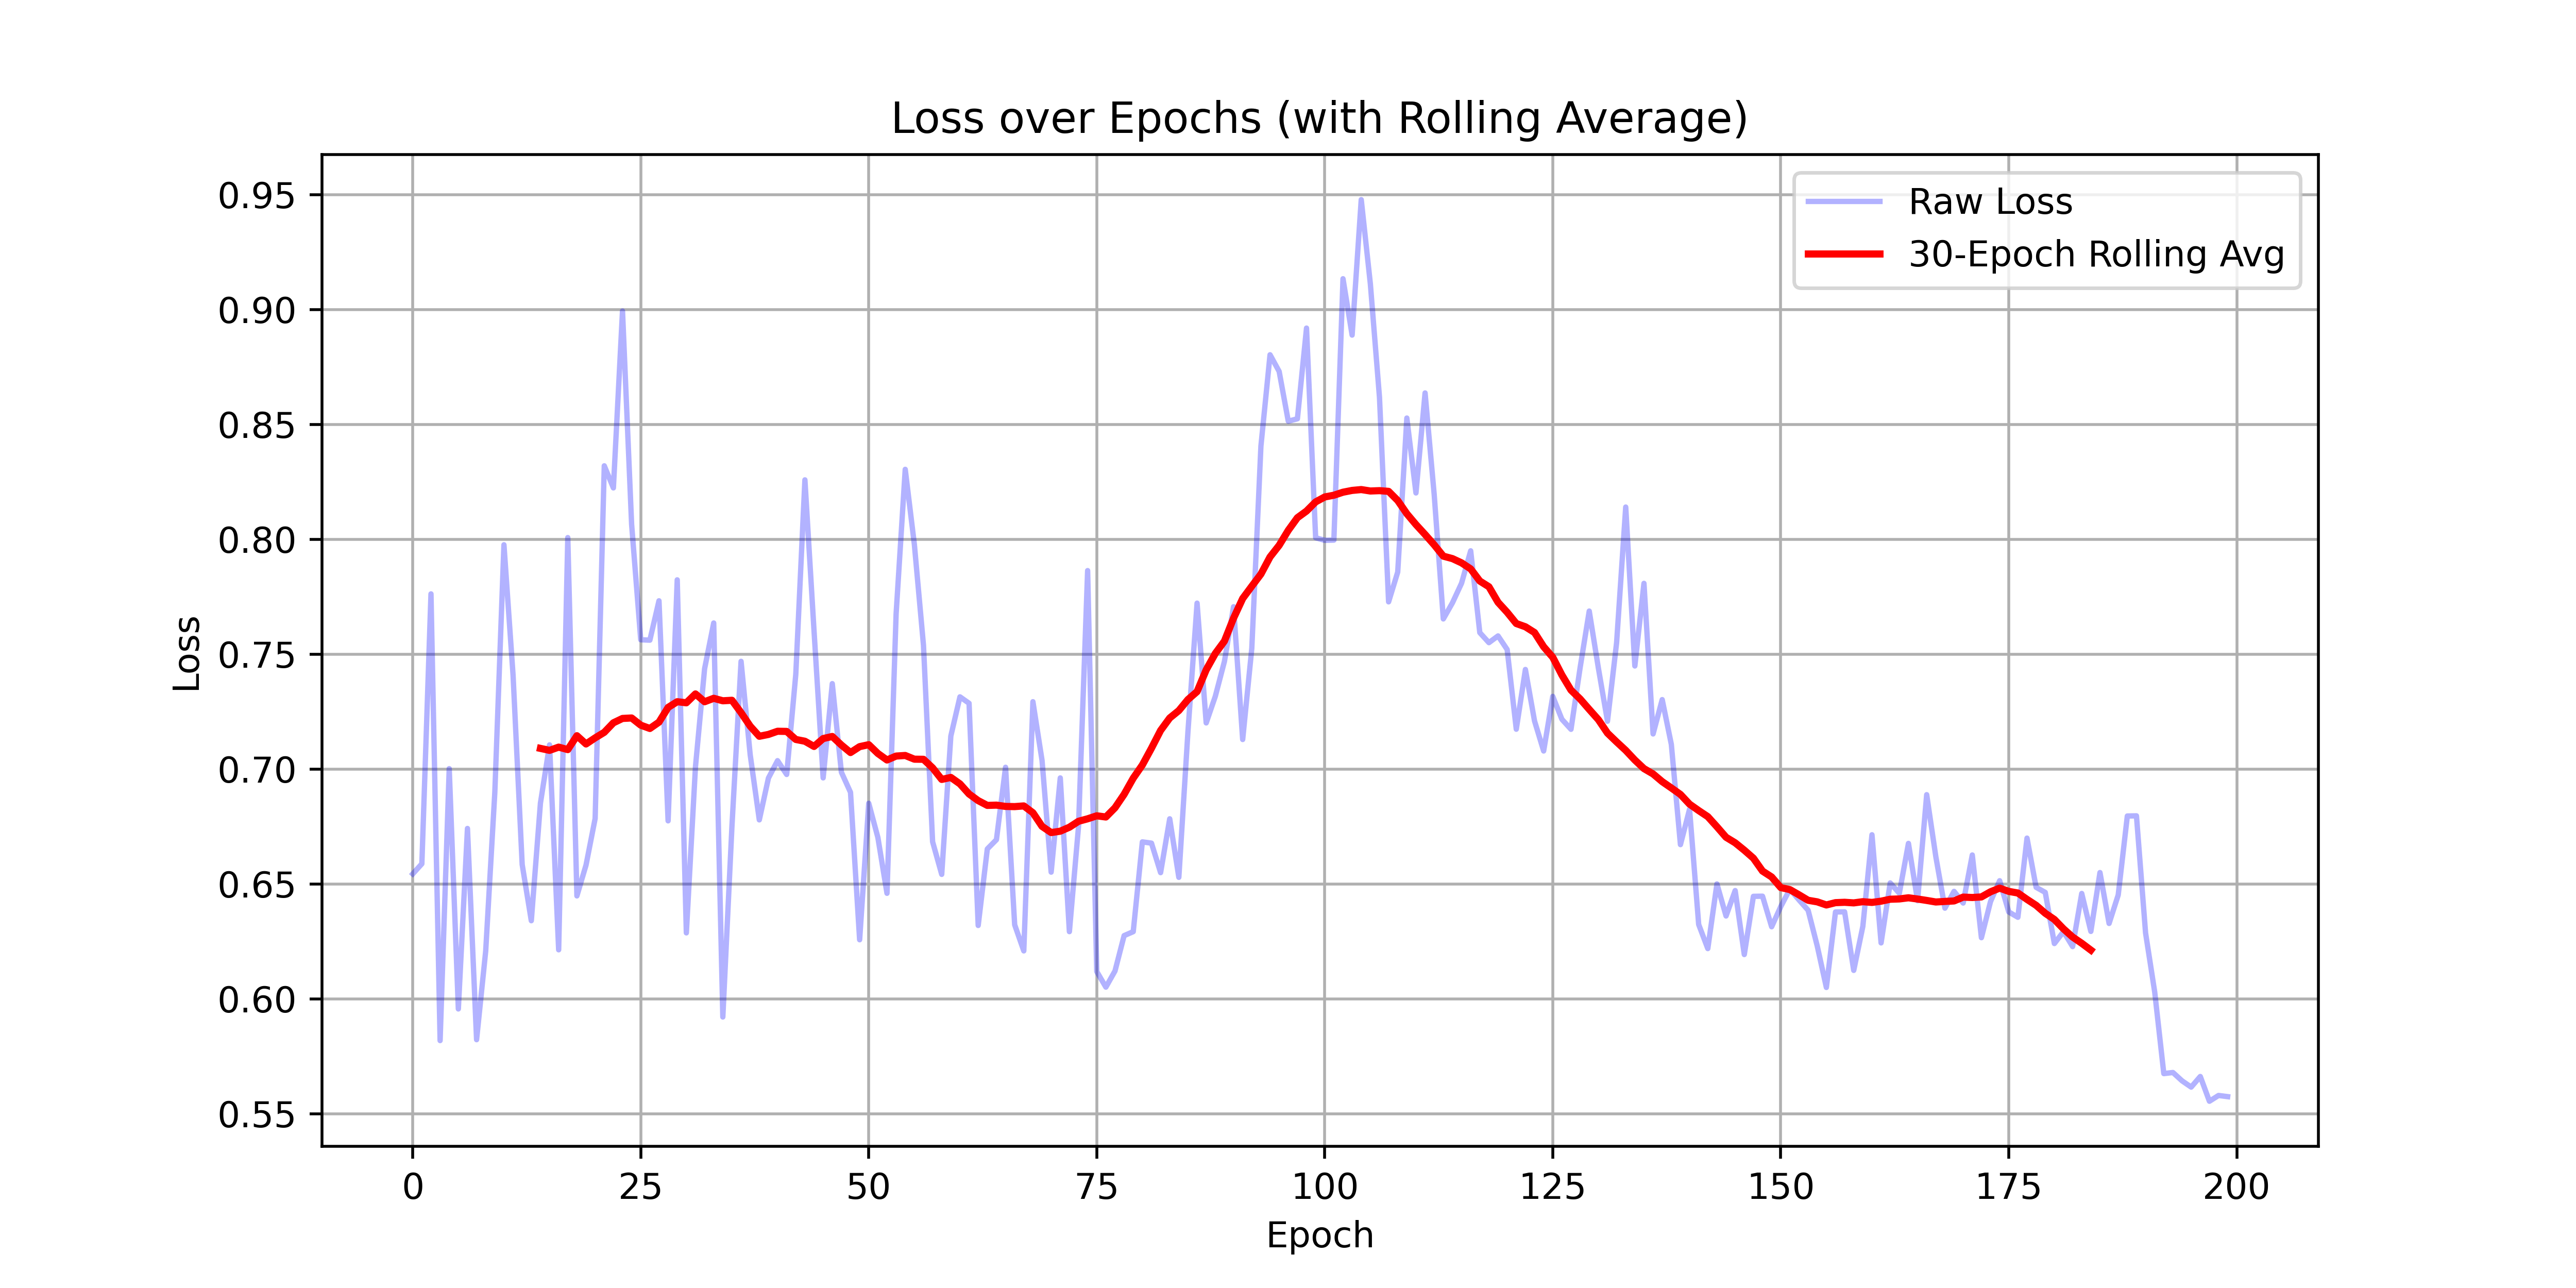 Loss over Epochs (with Rolling Average)
Raw Loss
30-Epoch Rolling Avg
Loss
0.95
0.90
0.85
0.80
0.75
0.70
0.65
0.60
0.55
0 25 50 75 100 125 150 175 200
Epoch